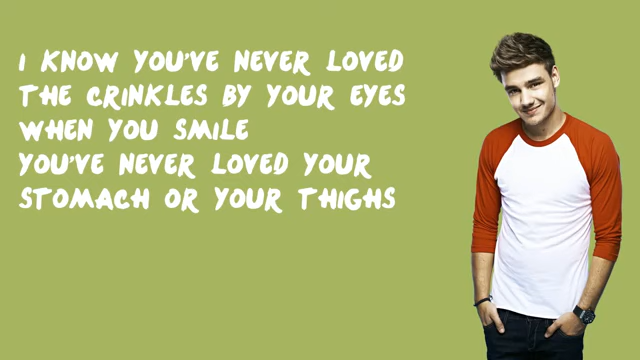 I KNOW YOU'VE NEVER LOVED
THE CRINKLES BY YOUR EYES
WHEN YOU SMILE
YOU'VE NEVER LOVED YOUR
STOMACH OR YOUR THIGHS